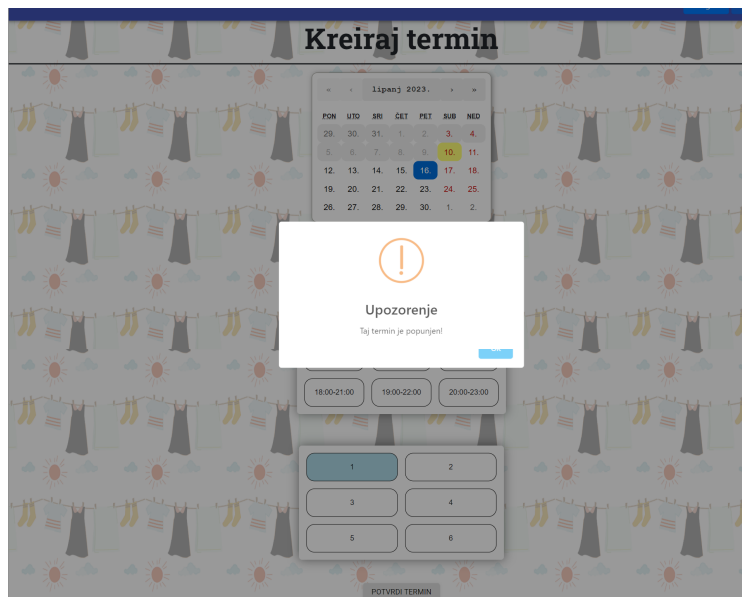 Kreiraj termin
« ‹ lipanj 2023. › »
PON UTO SRI ČET PET SUB NED
29. 30. 31. 1. 2. 3. 4.
5. 6. 7. 8. 9. 10. 11.
12. 13. 14. 15. 16. 17. 18.
19. 20. 21. 22. 23. 24. 25.
26. 27. 28. 29. 30. 1. 2.
Upozorenje
Taj termin je popunjen!
18:00-21:00 19:00-22:00 20:00-23:00
1 2
3 4
5 6
POTVRDI TERMIN